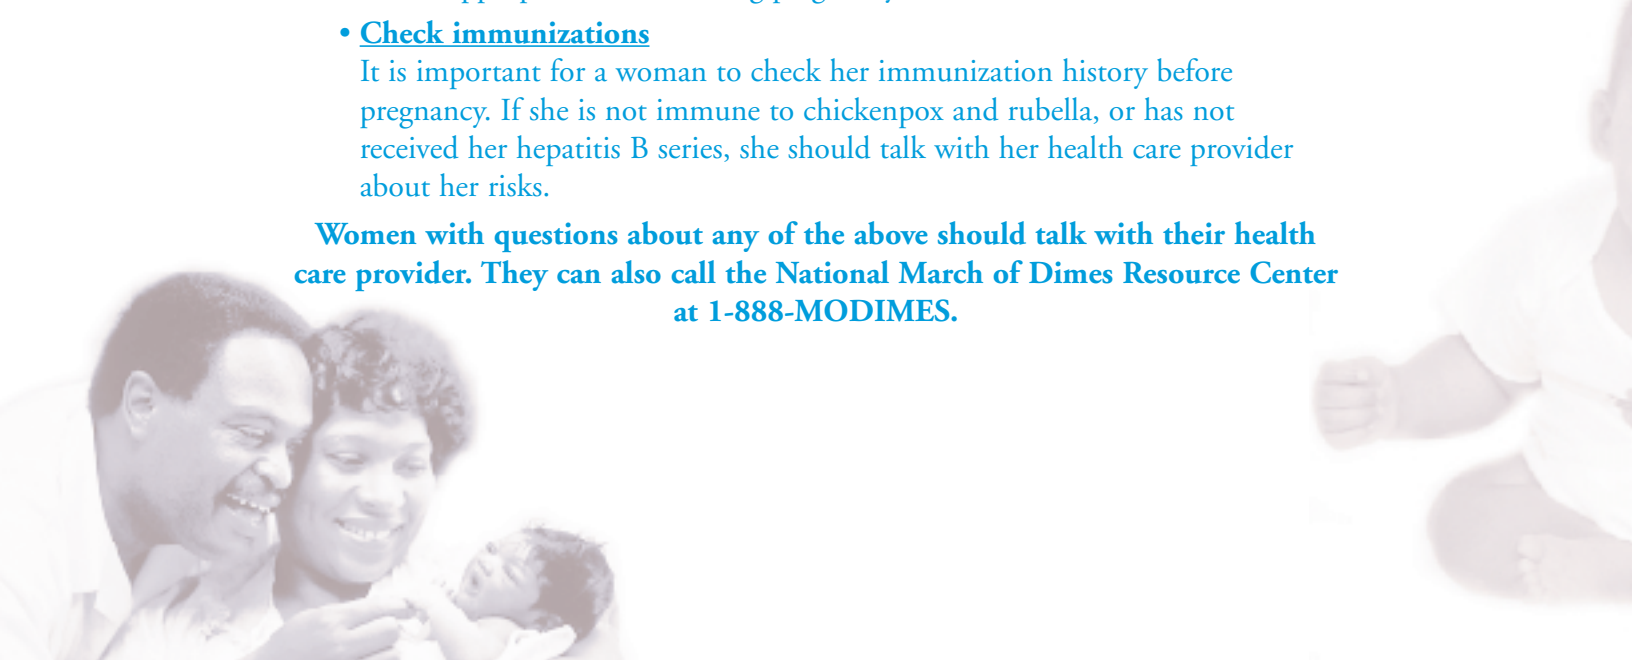 • Check immunizations
It is important for a woman to check her immunization history before
pregnancy. If she is not immune to chickenpox and rubella, or has not
received her hepatitis B series, she should talk with her health care provider
about her risks.
Women with questions about any of the above should talk with their health
care provider. They can also call the National March of Dimes Resource Center
at 1-888-MODIMES.